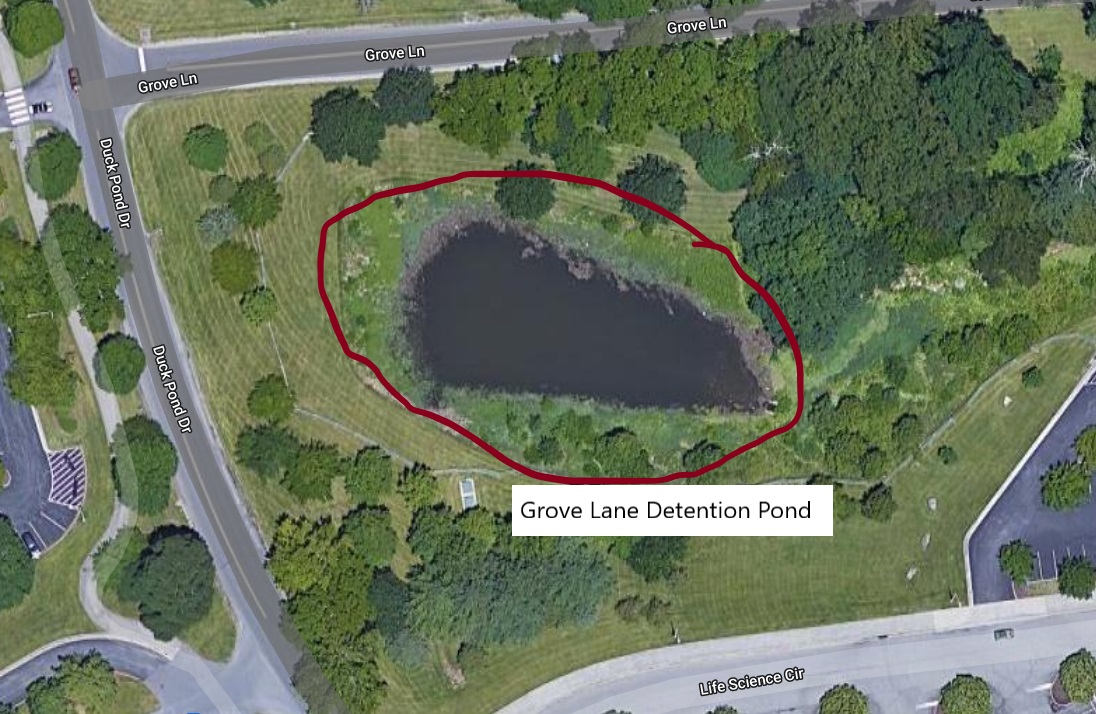 Grove Ln
Grove Ln
Grove Ln
Duck Pond Dr
Duck Pond Dr
Grove Lane Detention Pond
Life Science Cir